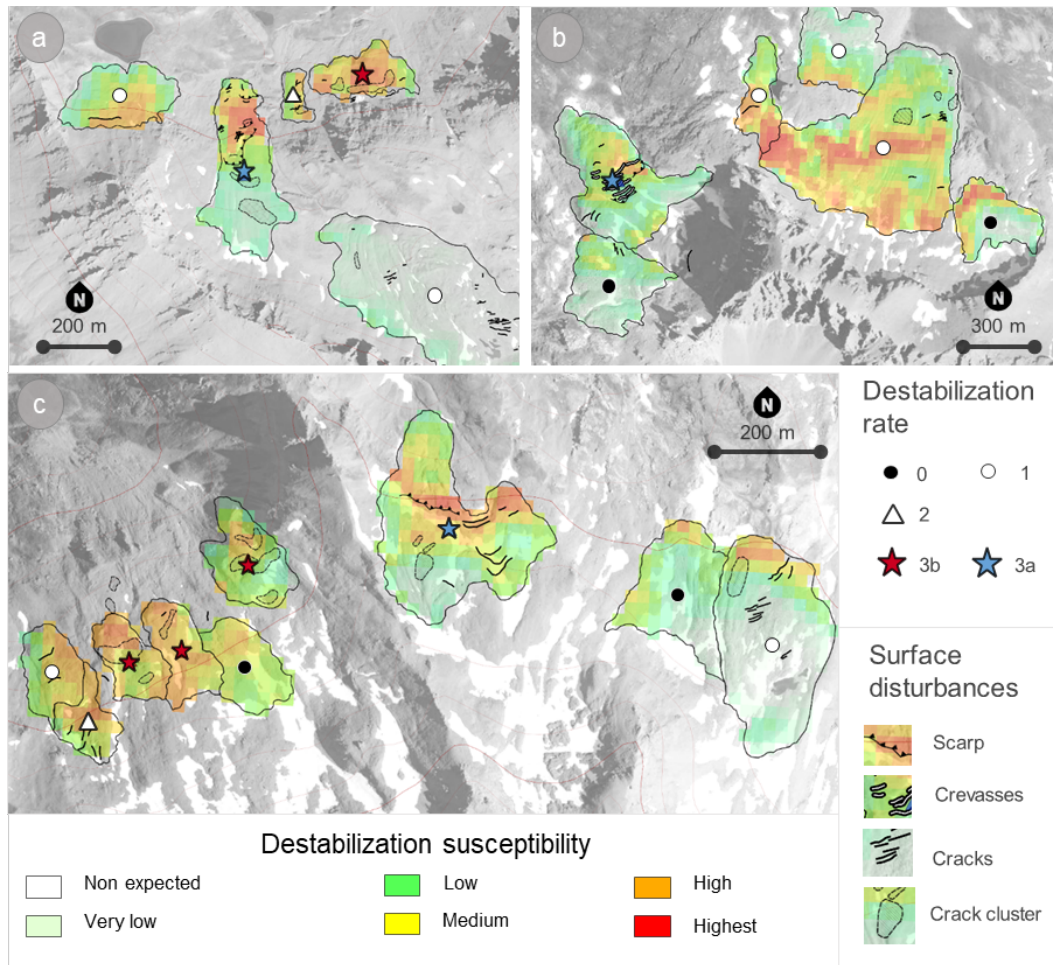 a
b
N
200 m
N
300 m
c
N
200 m
Destabilization
rate
0
1
2
3b
3a
Surface
disturbances
Scarp
Crevasses
Cracks
Crack cluster
Destabilization susceptibility
Non expected
Low
High
Very low
Medium
Highest